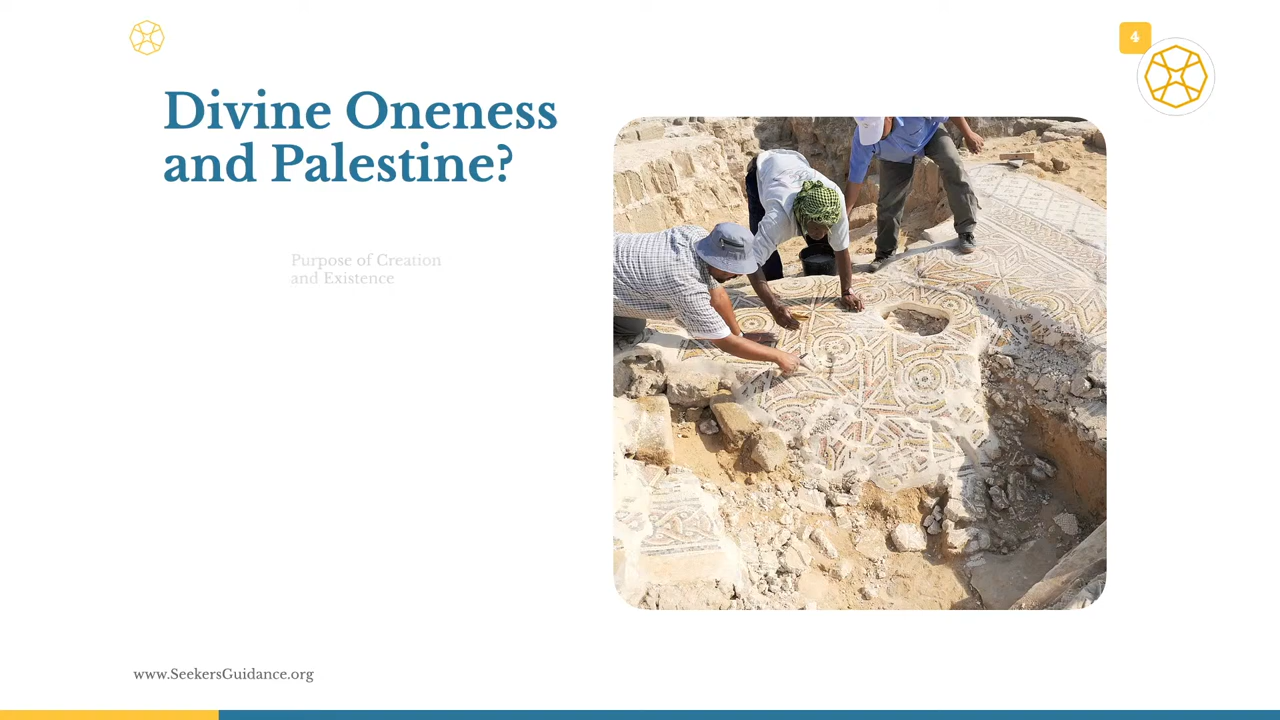 4
Divine Oneness
and Palestine?
Purpose of Creation
and Existence
www.SeekersGuidance.org